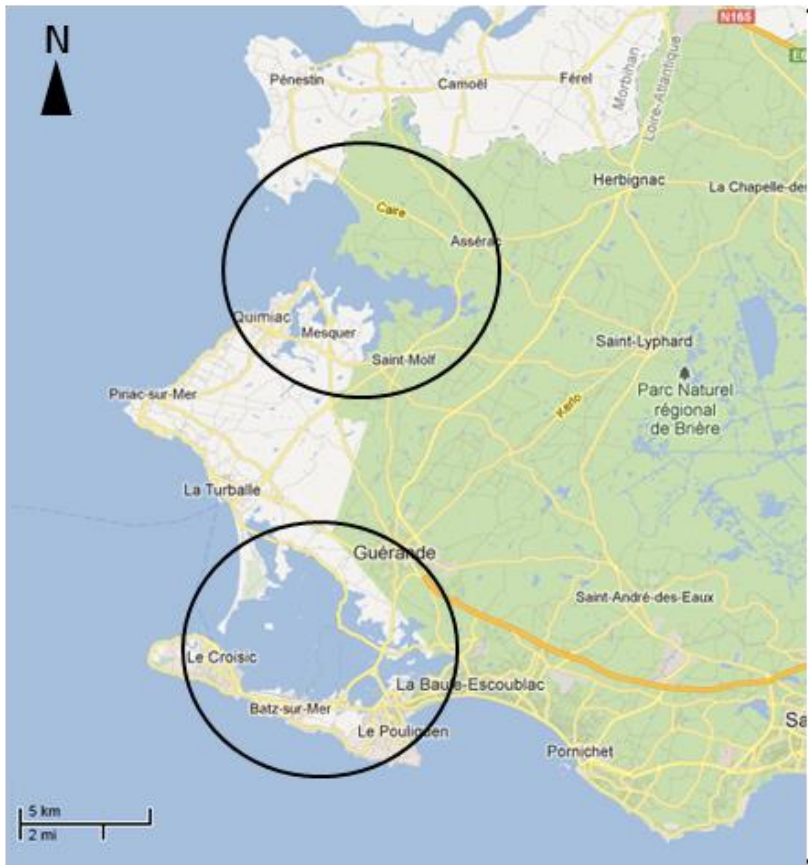 N
N165
Pénestin
Camoël
Férel
Morbihan
Loire-Atlantique
Herbignac
La Chapelle-des-
Caire
Assérac
Quimiac
Mesquer
Saint-Molf
Saint-Lyphard
Parc Naturel
régional
de Brière
Kerlo
Piriac-sur-Mer
La Turballe
Guérande
Saint-André-des-Eaux
Le Croisic
La Baule-Escoublac
Batz-sur-Mer
Le Pouliguen
Sa
Pornichet
5 km
2 mi